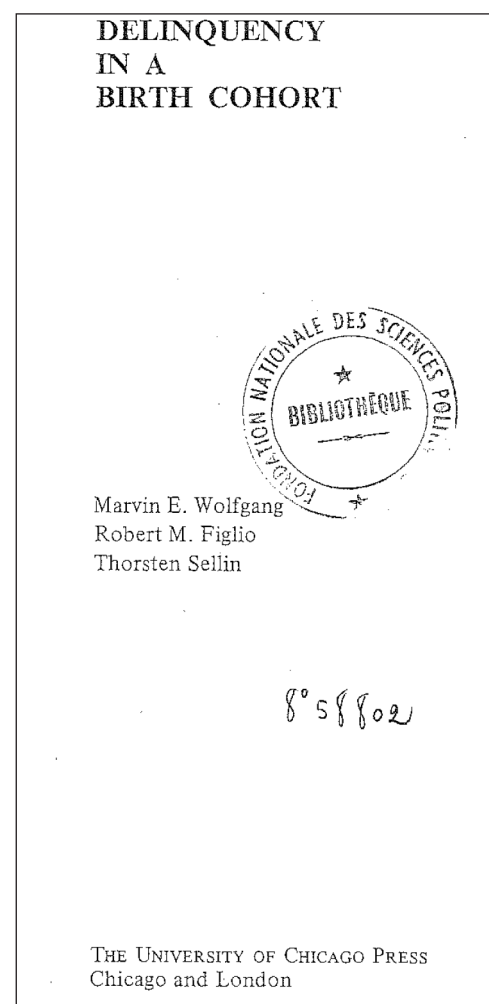 DELINQUENCY
IN A
BIRTH COHORT
FONDATION NATIONALE DES SCIENCES
BIBLIOTHÈQUE
Marvin E. Wolfgang
Robert M. Figlio
Thorsten Sellin
8° 58802
THE UNIVERSITY OF CHICAGO PRESS
Chicago and London